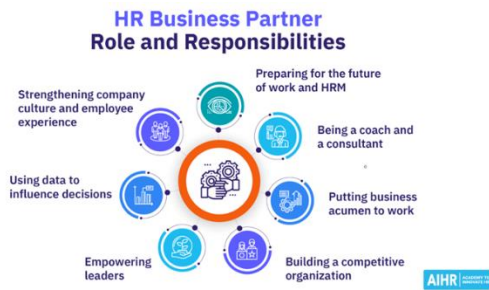 HR Business Partner
Role and Responsibilities
Preparing for the future
of work and HRM
Being a coach and
a consultant
Putting business
acumen to work
Building a competitive
organization
Empowering
leaders
Using data to
influence decisions
Strengthening company
culture and employee
experience
AIHR
ACADEMY TO